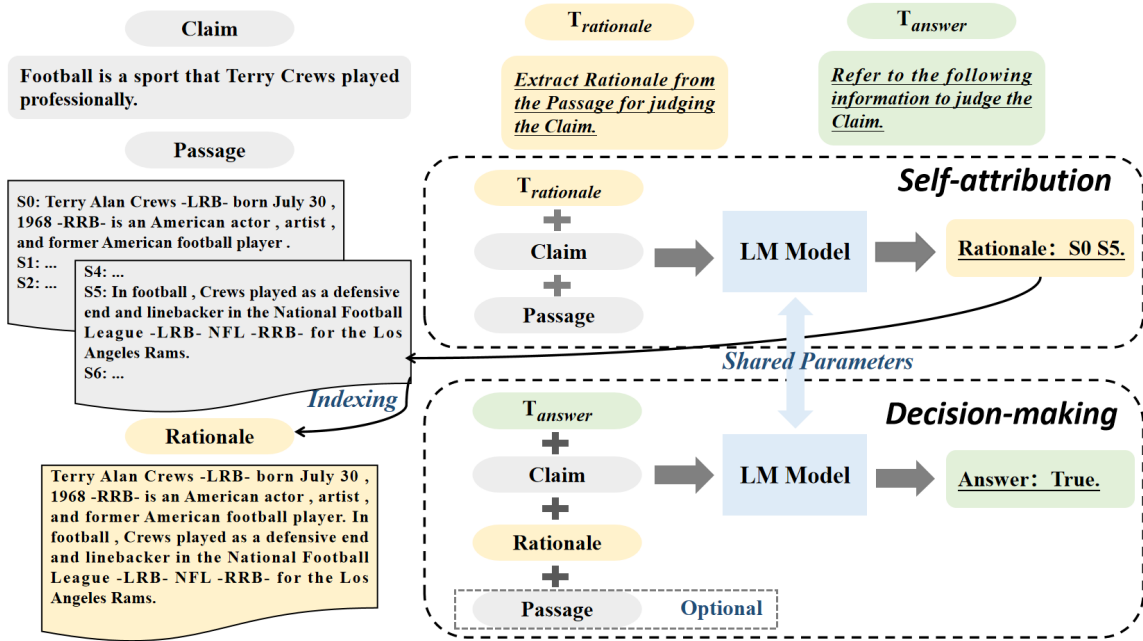 Claim
Football is a sport that Terry Crews played
professionally.
Passage
S0: Terry Alan Crews -LRB- born July 30 ,
1968 -RRB- is an American actor , artist ,
and former American football player .
S1: ...
S2: ...
S4: ...
S5: In football , Crews played as a defensive
end and linebacker in the National Football
League -LRB- NFL -RRB- for the Los
Angeles Rams.
S6: ...
Indexing
Rationale
Terry Alan Crews -LRB- born July 30 ,
1968 -RRB- is an American actor , artist ,
and former American football player. In
football , Crews played as a defensive end
and linebacker in the National Football
League -LRB- NFL -RRB- for the Los
Angeles Rams.
Trationale
Extract Rationale from
the Passage for judging
the Claim.
Tanswer
Refer to the following
information to judge the
Claim.
Self-attribution
Trationale
+
Claim
+
Passage
LM Model
Rationale: S0 S5.
Shared Parameters
Decision-making
Tanswer
+
Claim
+
Rationale
+
Passage
Optional
LM Model
Answer: True.